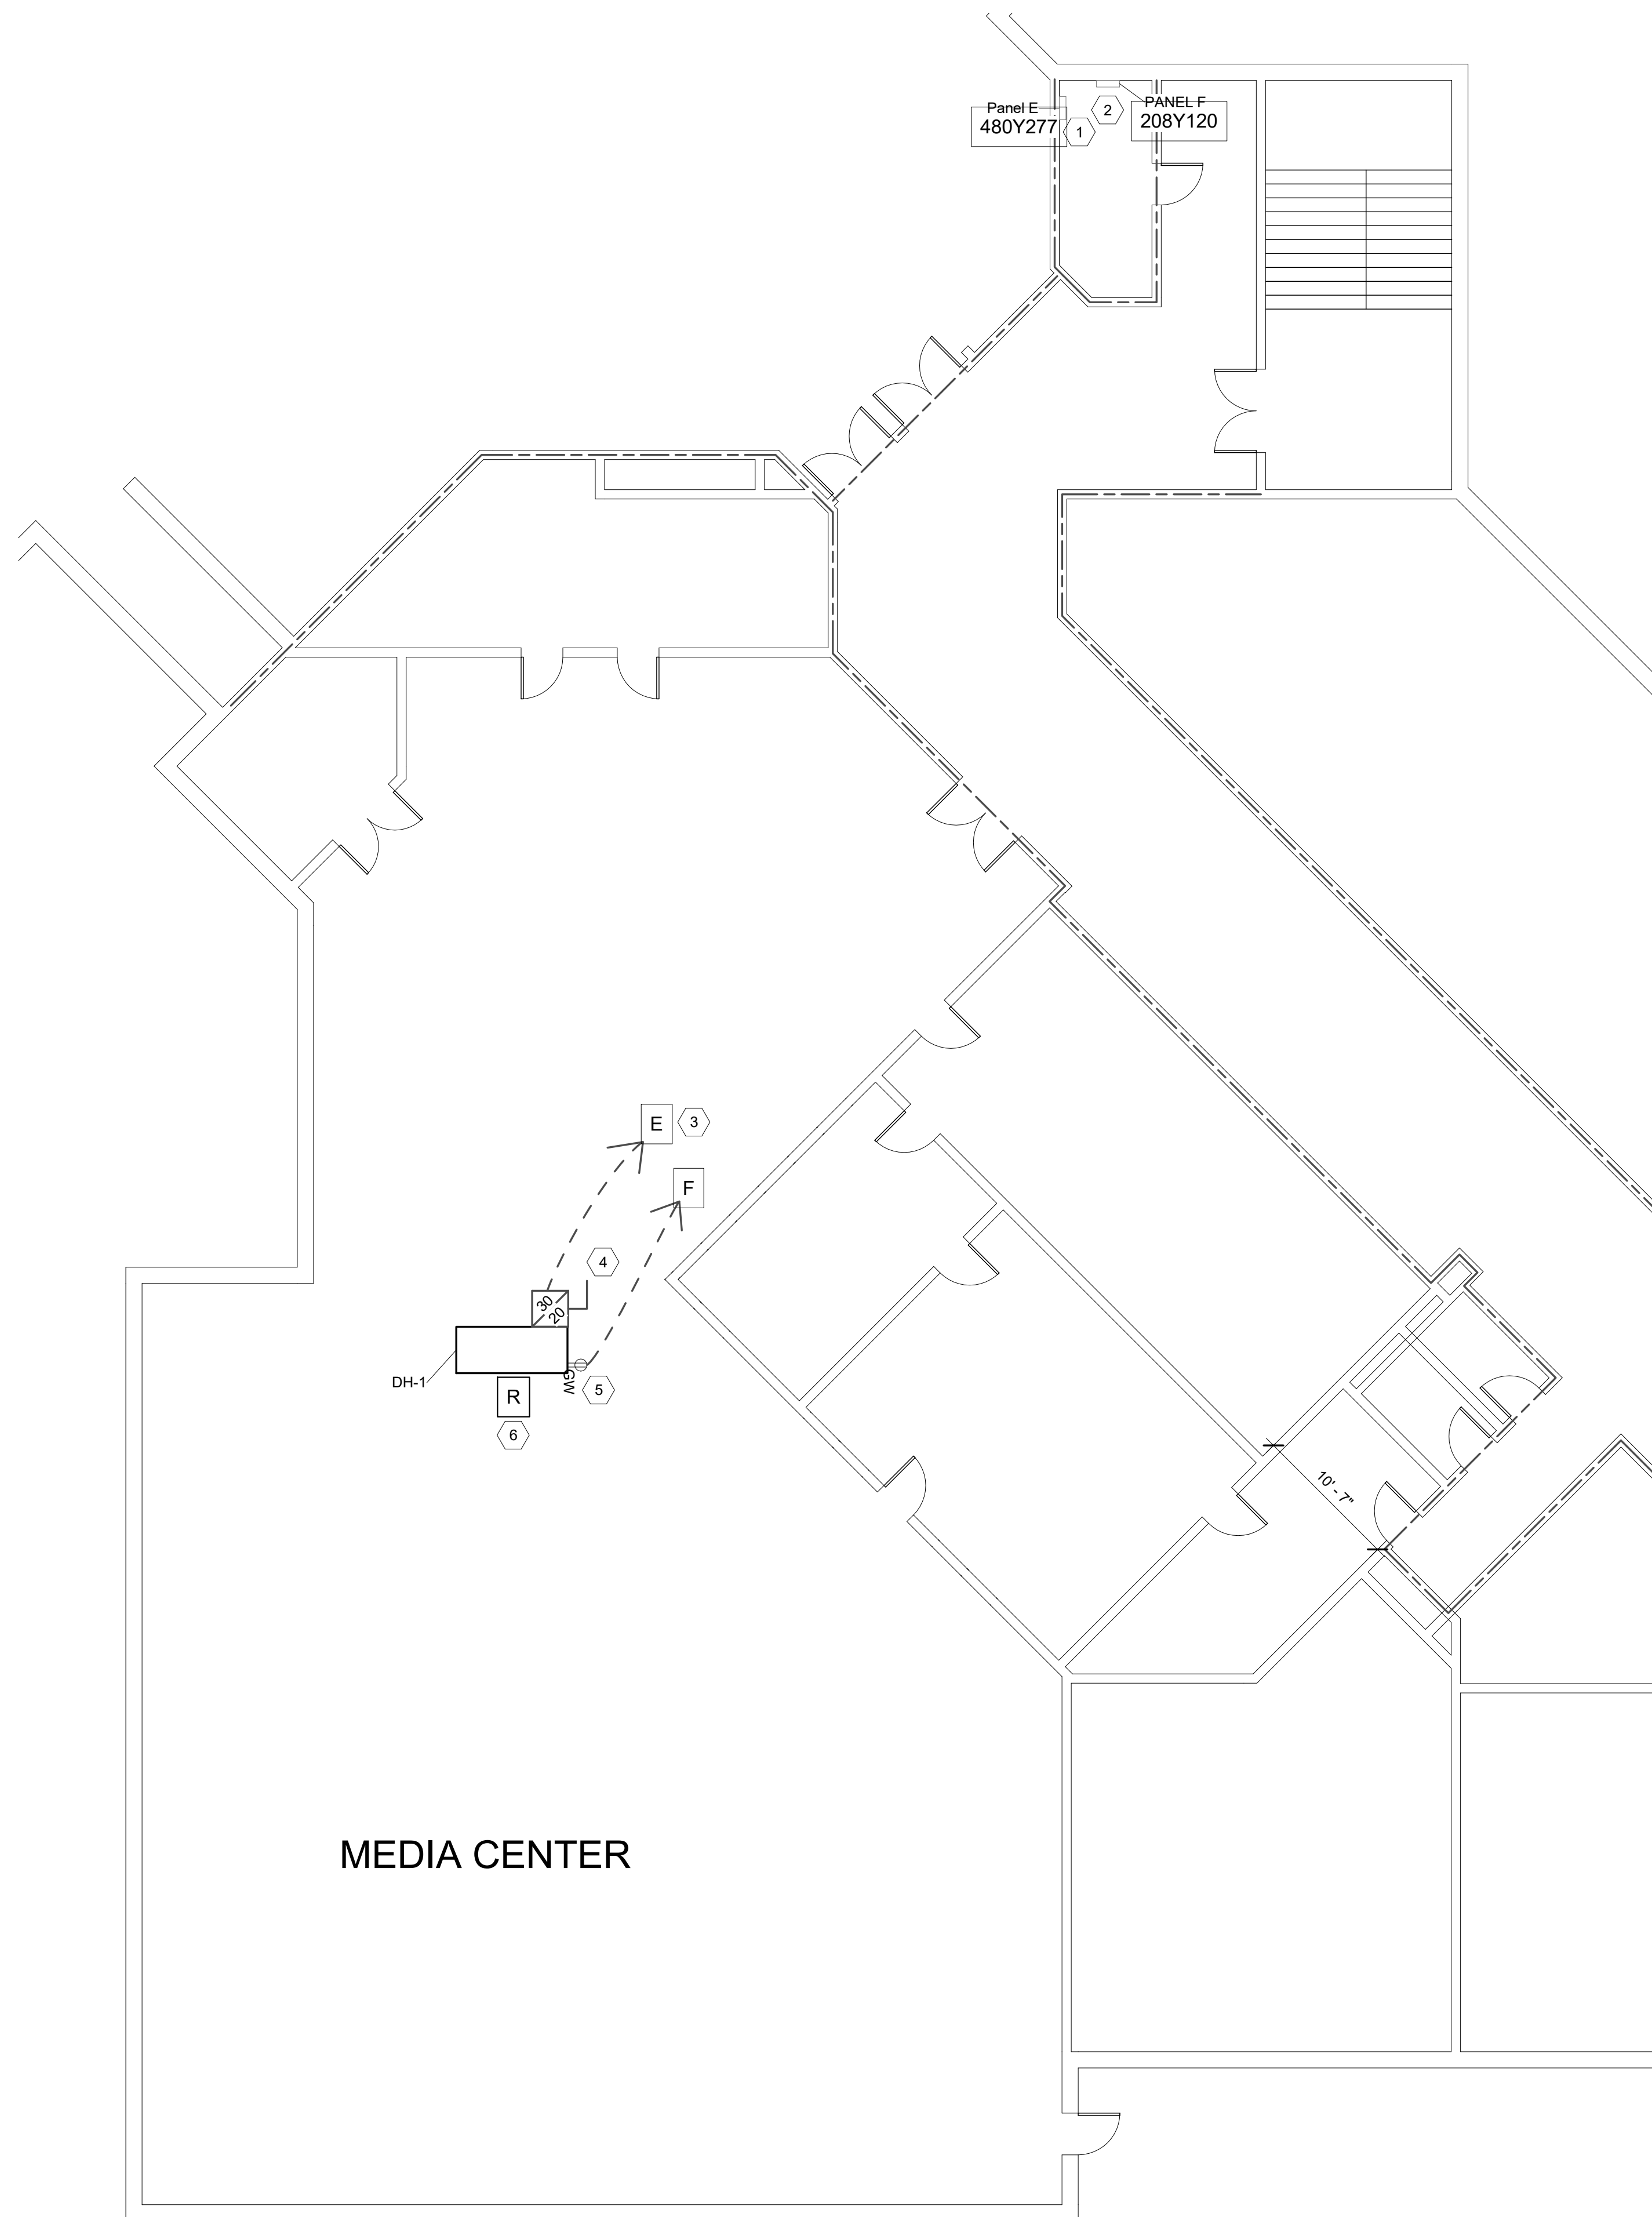 Panel E
480Y277
1
2
PANEL F
208Y120
E
3
F
4
30
20
DH-1
GW
5
R
6
10' - 7"
MEDIA CENTER